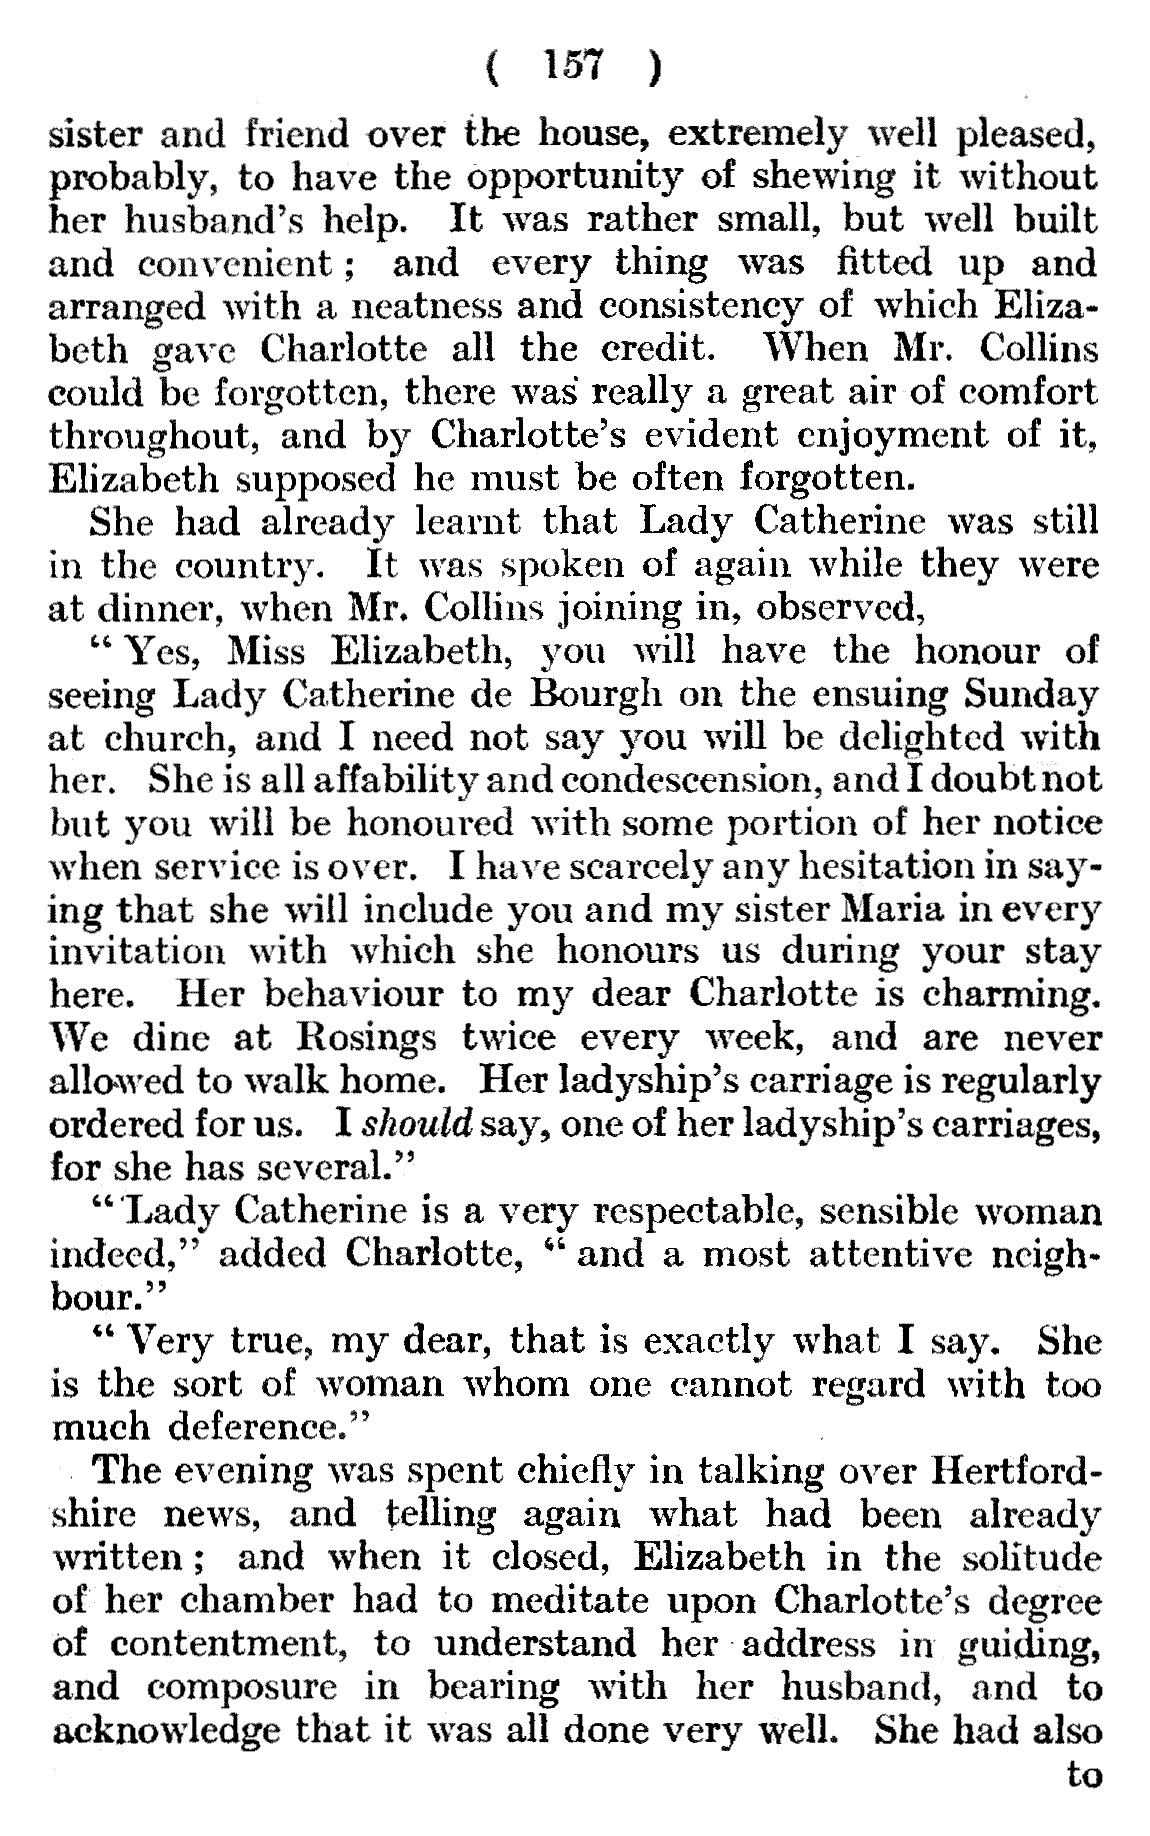 ( 157 )
sister and friend over the house, extremely well pleased,
probably, to have the opportunity of shewing it without
her husband's help. It was rather small, but well built
and convenient ; and every thing was fitted up and
arranged with a neatness and consistency of which Eliza-
beth gave Charlotte all the credit. When Mr. Collins
could be forgotten, there was really a great air of comfort
throughout, and by Charlotte's evident enjoyment of it,
Elizabeth supposed he must be often forgotten.
She had already learnt that Lady Catherine was still
in the country. It was spoken of again while they were
at dinner, when Mr. Collins joining in, observed,
“ Yes, Miss Elizabeth, you will have the honour of
seeing Lady Catherine de Bourgh on the ensuing Sunday
at church, and I need not say you will be delighted with
her. She is all affability and condescension, and I doubt not
but you will be honoured with some portion of her notice
when service is over. I have scarcely any hesitation in say-
ing that she will include you and my sister Maria in every
invitation with which she honours us during your stay
here. Her behaviour to my dear Charlotte is charming.
We dine at Rosings twice every week, and are never
allowed to walk home. Her ladyship's carriage is regularly
ordered for us. I should say, one of her ladyship's carriages,
for she has several.”
“ Lady Catherine is a very respectable, sensible woman
indeed,” added Charlotte, “ and a most attentive neigh-
bour.”
“ Very true, my dear, that is exactly what I say. She
is the sort of woman whom one cannot regard with too
much deference.”
The evening was spent chiefly in talking over Hertford-
shire news, and telling again what had been already
written ; and when it closed, Elizabeth in the solitude
of her chamber had to meditate upon Charlotte's degree
of contentment, to understand her address in guiding,
and composure in bearing with her husband, and to
acknowledge that it was all done very well. She had also
to